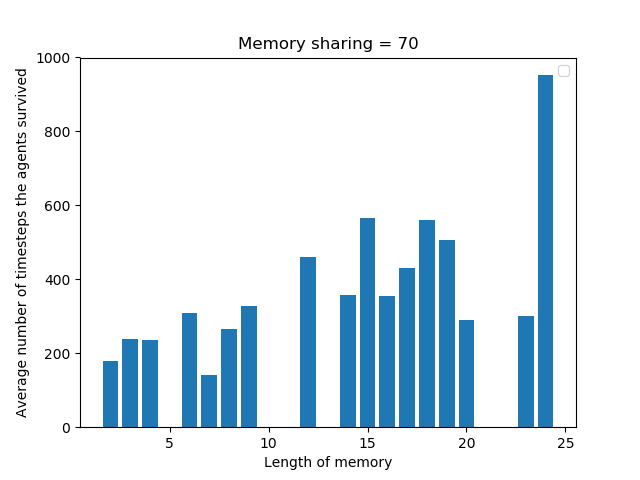 Memory sharing = 70
Average number of timesteps the agents survived
1000
800
600
400
200
0
5 10 15 20 25
Length of memory